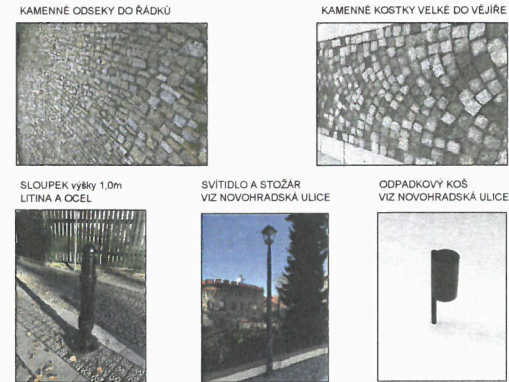 KAMENNÉ ODSEKY DO ŘÁDKŮ
KAMENNÉ KOSTKY VELKÉ DO VĚJÍŘE
SLOUPEK výšky 1,0m
LITINA A OCEL
SVÍTIDLO A STOŽÁR
VIZ NOVOHRADSKÁ ULICE
ODPADKOVÝ KOŠ
VIZ NOVOHRADSKÁ ULICE